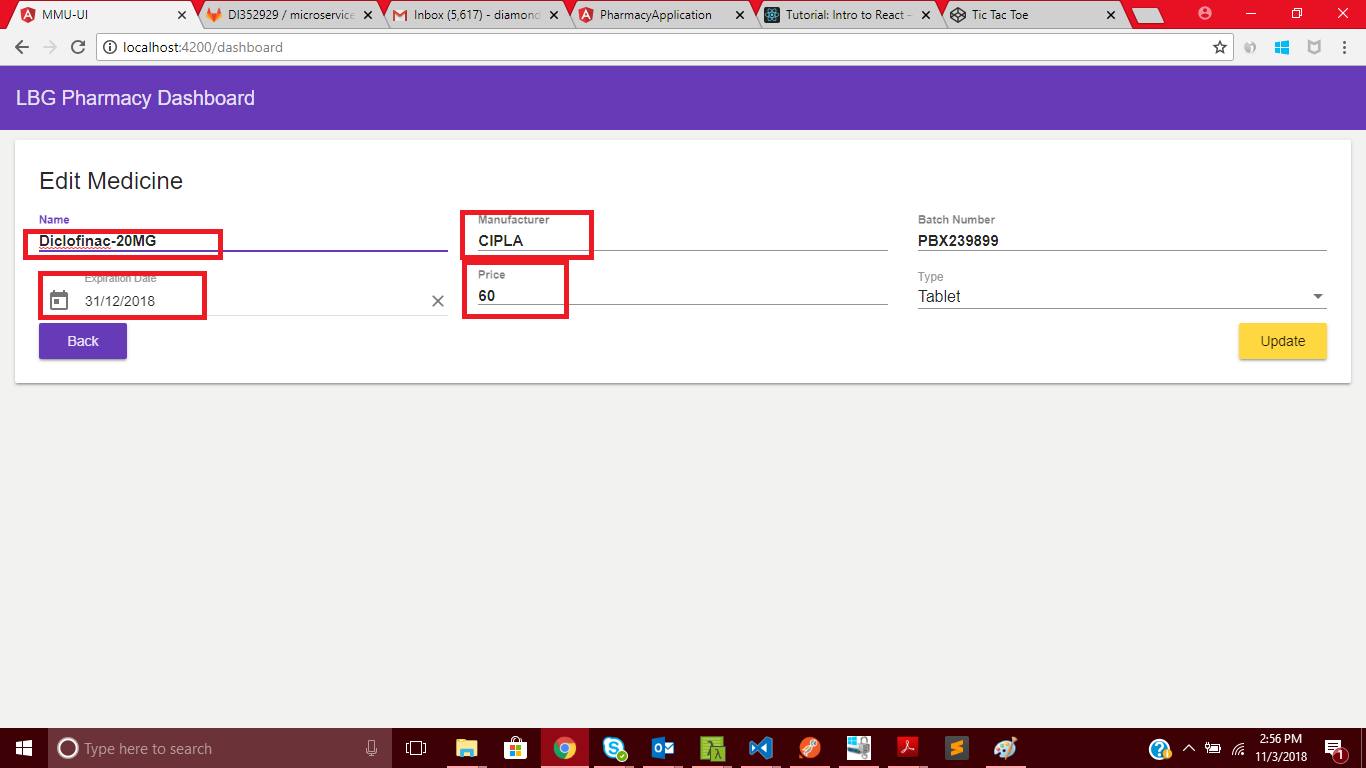 MMU-UI
DI352929 / microservice
Inbox (5,617) - diamond
PharmacyApplication
Tutorial: Intro to React –
Tic Tac Toe
localhost:4200/dashboard
LBG Pharmacy Dashboard
Edit Medicine
Name
Manufacturer
Batch Number
Diclofinac-20MG
CIPLA
PBX239899
Expiration Date
Price
Type
31/12/2018
60
Tablet
Back
Update
Type here to search
2:56 PM
11/3/2018
1